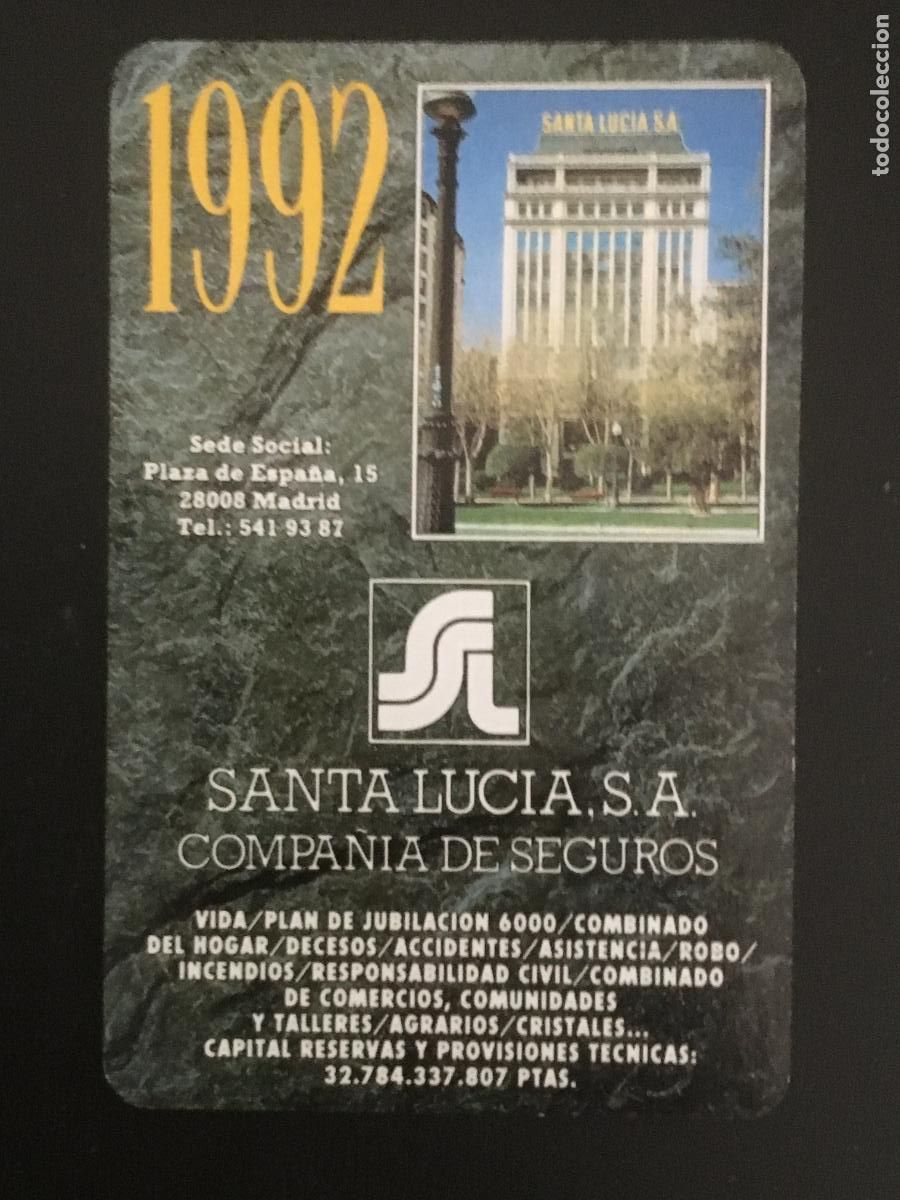 1992
SANTA LUCIA S.A.
Sede Social:
Plaza de España, 15
28008 Madrid
Tel.: 541 93 87
SL
SANTA LUCIA, S.A.
COMPAÑIA DE SEGUROS
VIDA/PLAN DE JUBILACION 6000/COMBINADO
DEL HOGAR/DECESOS/ACCIDENTES/ASISTENCIA/ROBO/
INCENDIOS/RESPONSABILIDAD CIVIL/COMBINADO
DE COMERCIOS, COMUNIDADES
Y TALLERES/AGRARIOS/CRISTALES...
CAPITAL RESERVAS Y PROVISIONES TECNICAS:
32.784.337.807 PTAS.
todocoleccion